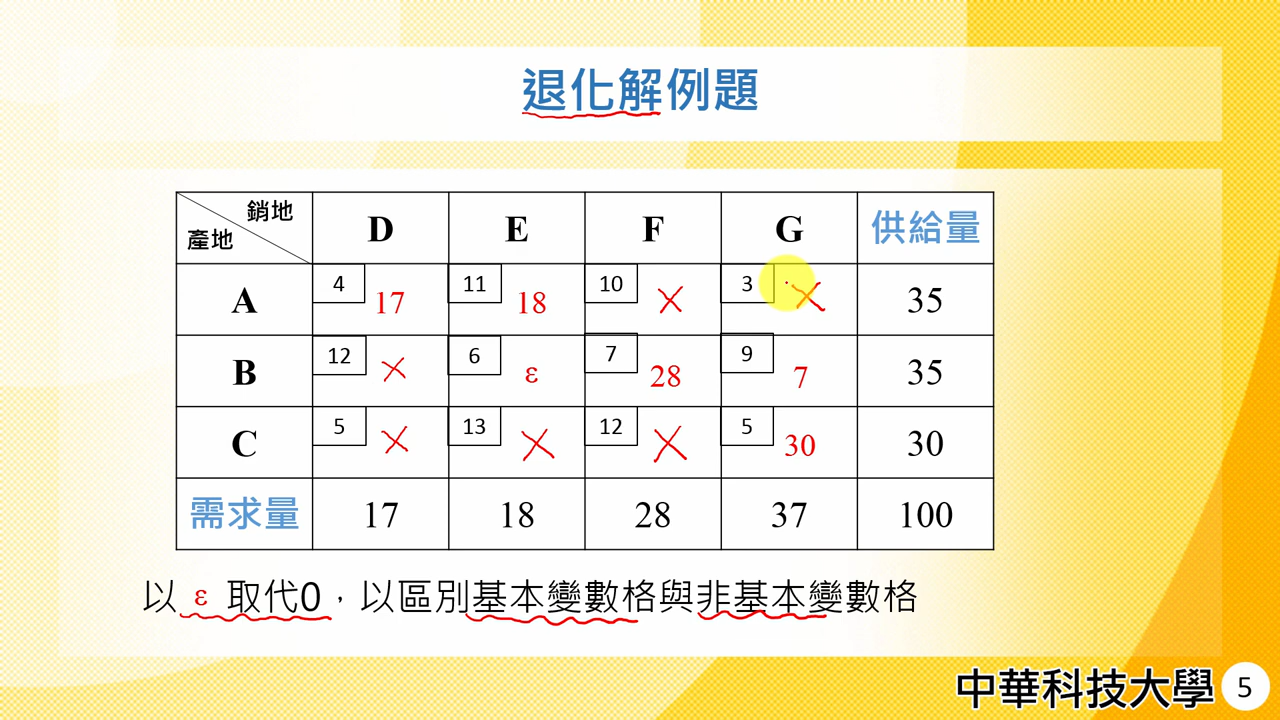 退化解例題
銷地
產地
D E F G 供給量
A 4 17 11 18 10 × 3 × 35
B 12 × 6 ε 7 28 9 7 35
C 5 × 13 × 12 × 5 30 30
需求量 17 18 28 37 100
以 ε 取代0，以區別基本變數格與非基本變數格
中華科技大學 5